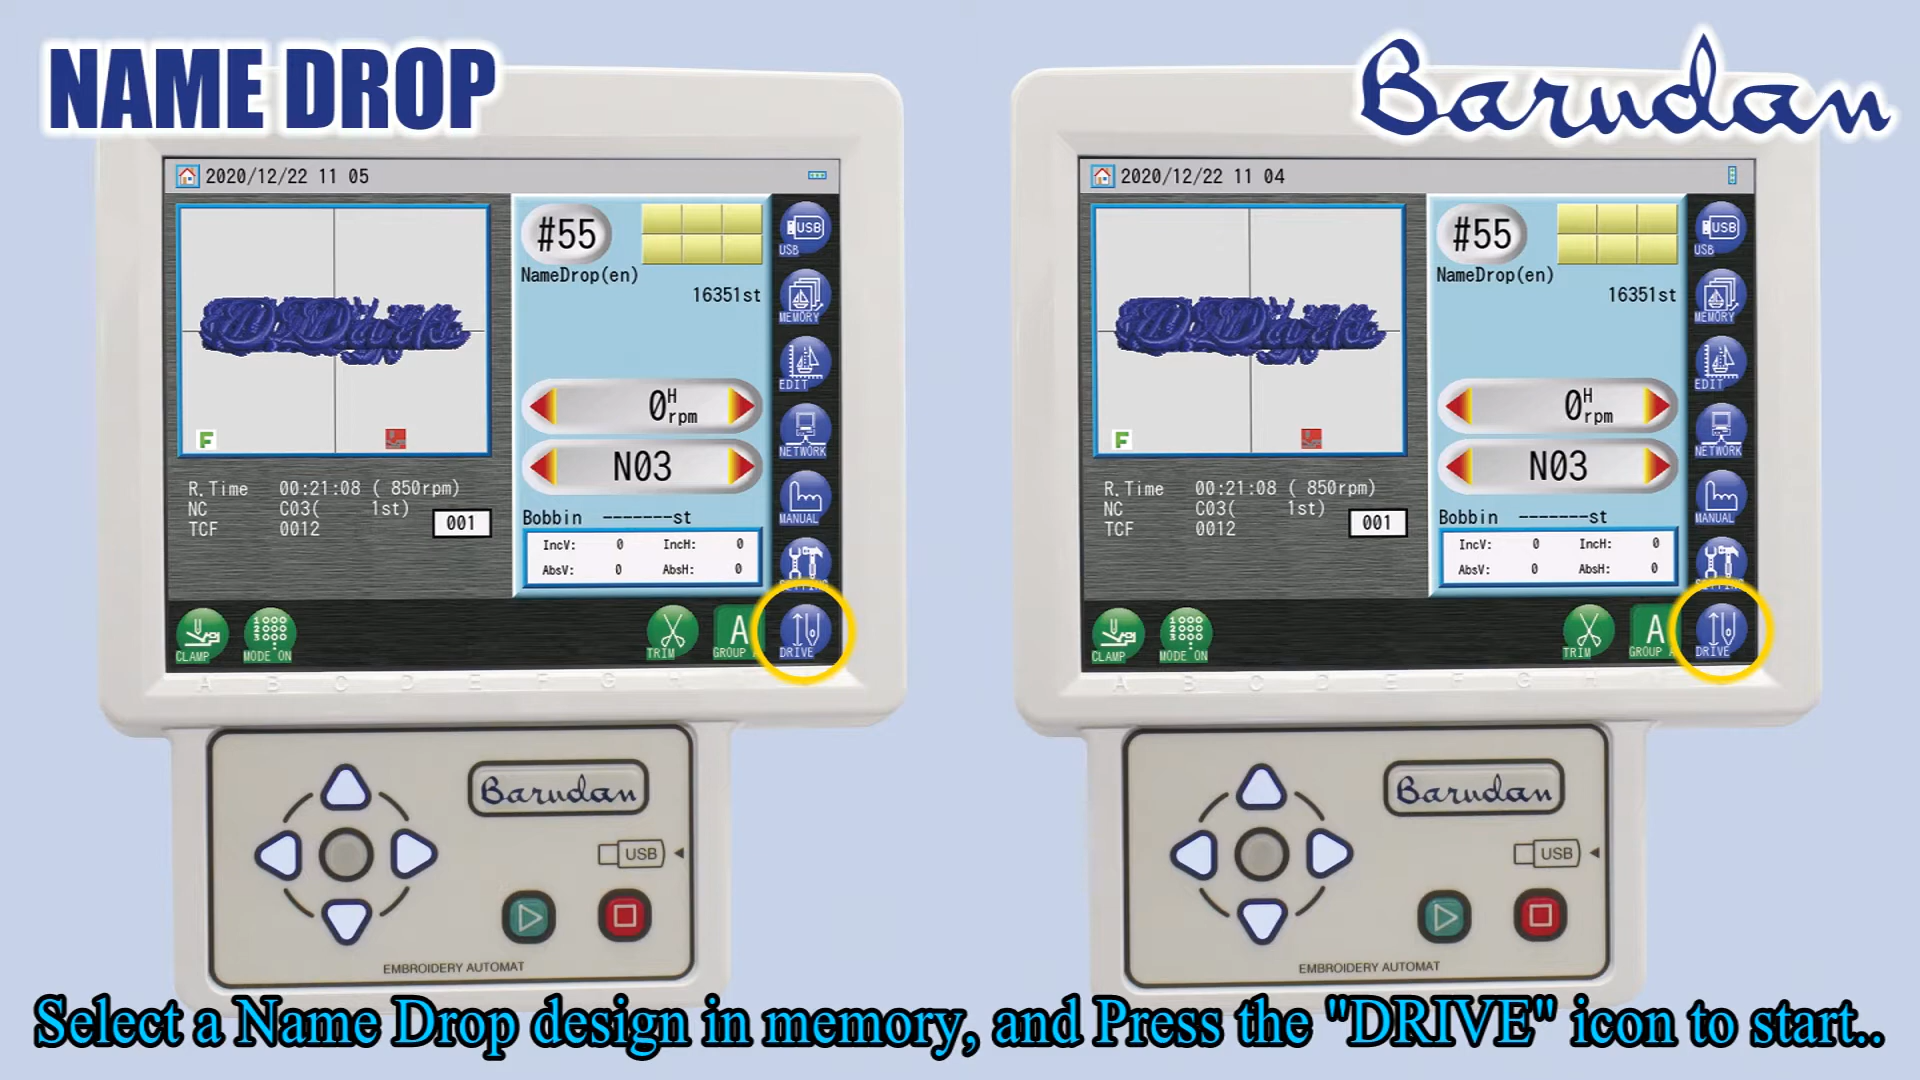 NAME DROP
Barudan
2020/12/22 11 05
#55
NameDrop(en)
16351st
0 H rpm
N03
Bobbin -------st
IncV: 0 IncH: 0
AbsV: 0 AbsH: 0
R.Time 00:21:08 ( 850rpm)
NC C03( 1st)
TCF 0012
001
F
USB
USB
MEMORY
EDIT
NETWORK
MANUAL
CLAMP
MODE ON
TRIM
A
GROUP
DRIVE
A B C D E F G H
Barudan
USB
EMBROIDERY AUTOMAT
2020/12/22 11 04
#55
NameDrop(en)
16351st
0 H rpm
N03
Bobbin -------st
IncV: 0 IncH: 0
AbsV: 0 AbsH: 0
R.Time 00:21:08 ( 850rpm)
NC C03( 1st)
TCF 0012
001
F
USB
USB
MEMORY
EDIT
NETWORK
MANUAL
CLAMP
MODE ON
TRIM
A
GROUP A
DRIVE
A B C D E F G H
Barudan
USB
EMBROIDERY AUTOMAT
Select a Name Drop design in memory, and Press the "DRIVE" icon to start..